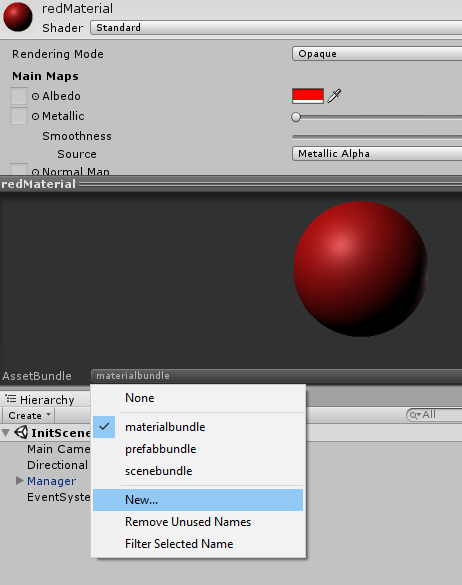 redMaterial
Shader Standard
Rendering Mode Opaque
Main Maps
Albedo
Metallic
Smoothness
Source Metallic Alpha
Normal Map
redMaterial
AssetBundle materialbundle
None
materialbundle
prefabbundle
scenebundle
New...
Remove Unused Names
Filter Selected Name
Hierarchy
Create All
InitScene
Main Came
Directional
Manager
EventSyste